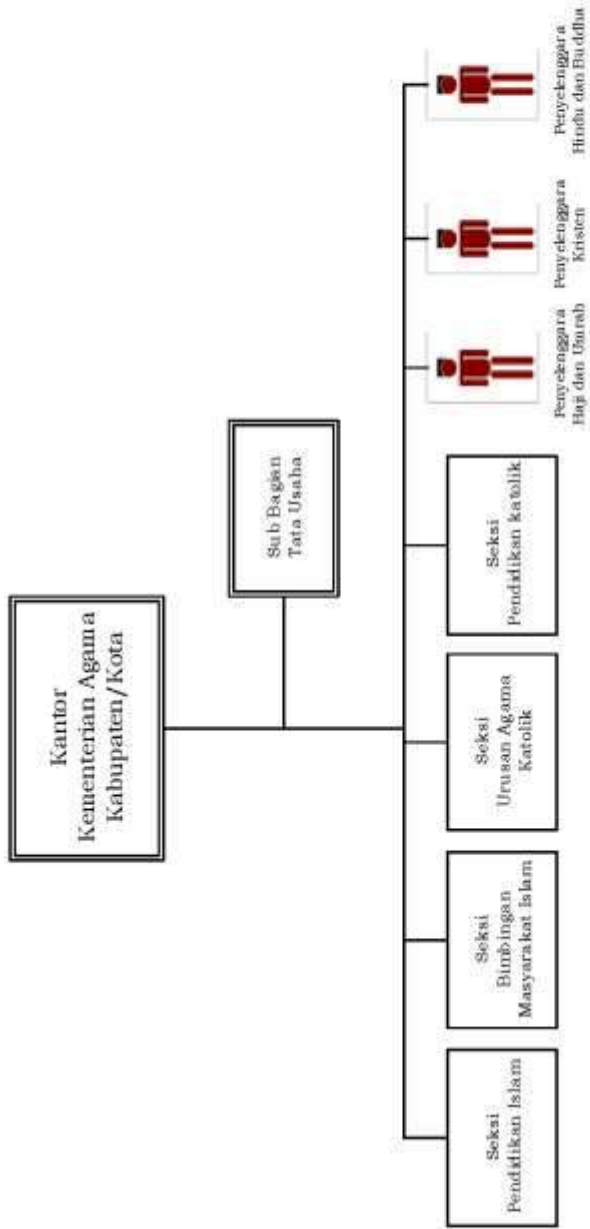 Kantor
Kementerian Agama
Kabupaten/Kota
Sub Bagian
Tata Usaha
Seksi
Pendidikan Islam
Seksi
Bimbingan
Masyarakat Islam
Seksi
Urusan Agama
Katolik
Seksi
Pendidikan katolik
Penyelenggara
Haji dan Umrah
Penyelenggara
Kristen
Penyelenggara
Hindu dan Buddha